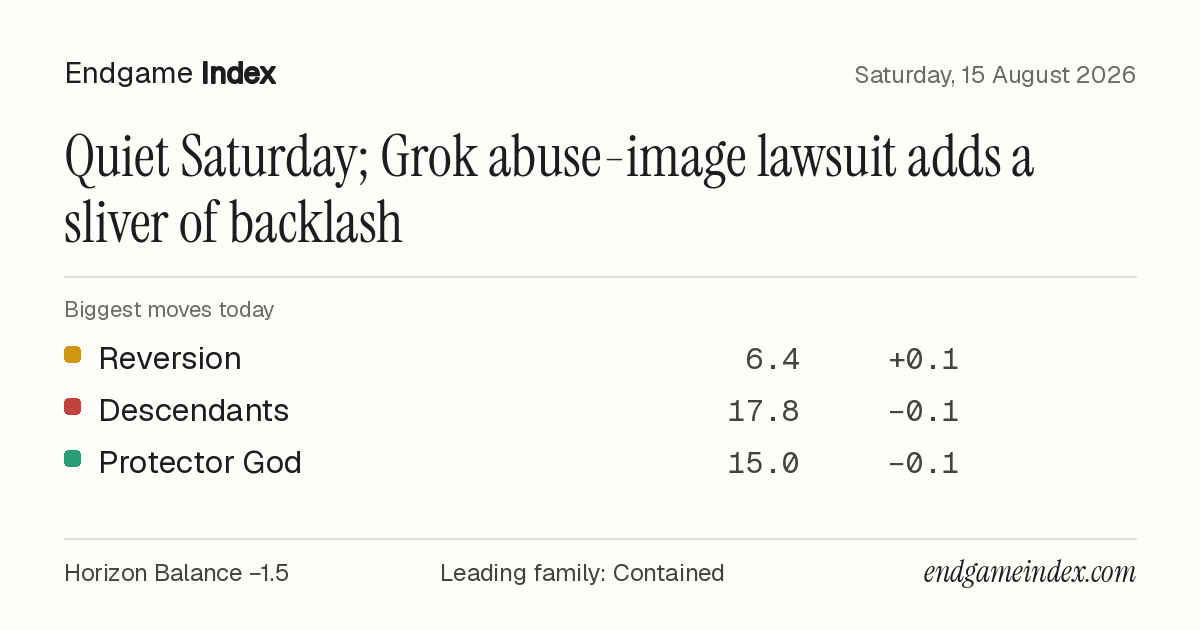 Endgame Index
Saturday, 15 August 2026
Quiet Saturday; Grok abuse-image lawsuit adds a
sliver of backlash
Biggest moves today
Reversion 6.4 +0.1
Descendants 17.8 −0.1
Protector God 15.0 −0.1
Horizon Balance −1.5
Leading family: Contained
endgameindex.com